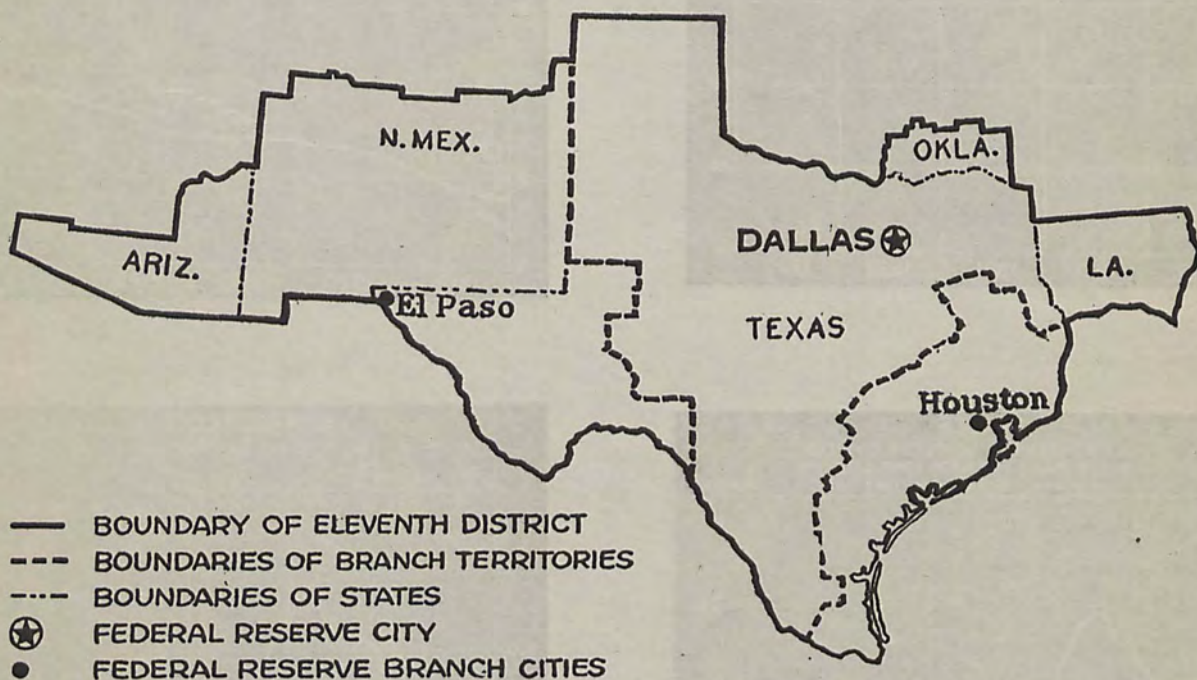 N. MEX.
OKLA.
ARIZ.
DALLAS
LA.
El Paso
TEXAS
Houston
BOUNDARY OF ELEVENTH DISTRICT
BOUNDARIES OF BRANCH TERRITORIES
BOUNDARIES OF STATES
FEDERAL RESERVE CITY
FEDERAL RESERVE BRANCH CITIES